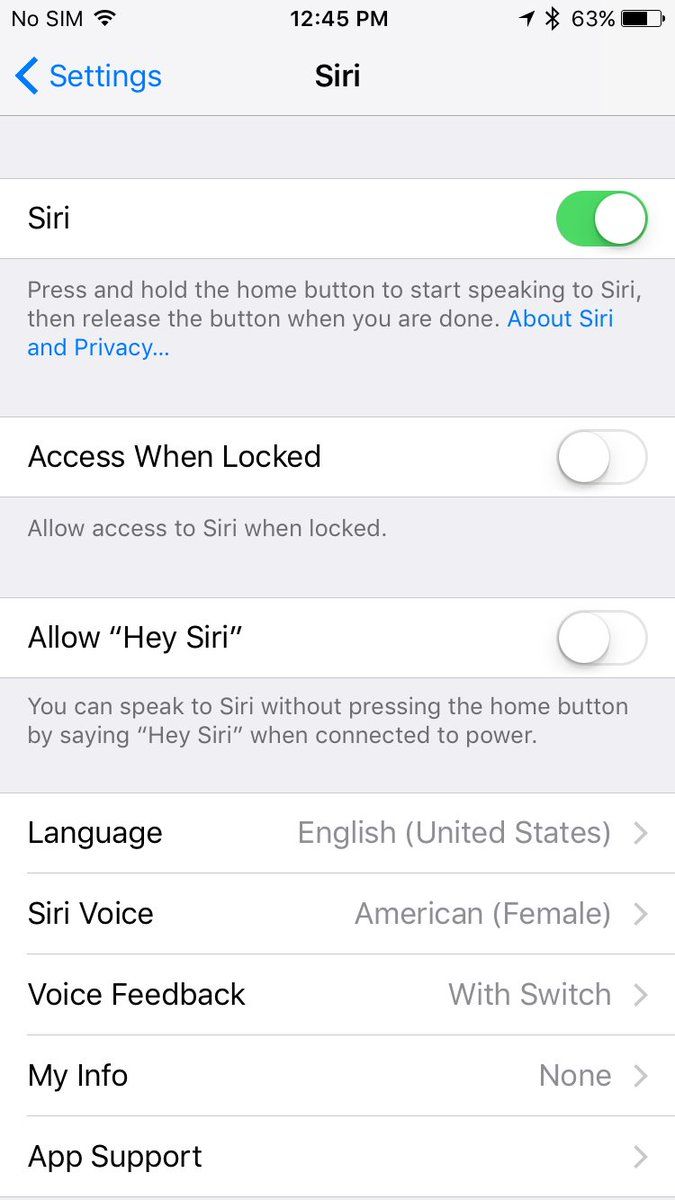 No SIM 12:45 PM 63%
Settings Siri
Siri
Press and hold the home button to start speaking to Siri,
then release the button when you are done. About Siri
and Privacy...
Access When Locked
Allow access to Siri when locked.
Allow “Hey Siri”
You can speak to Siri without pressing the home button
by saying “Hey Siri” when connected to power.
Language English (United States)
Siri Voice American (Female)
Voice Feedback With Switch
My Info None
App Support